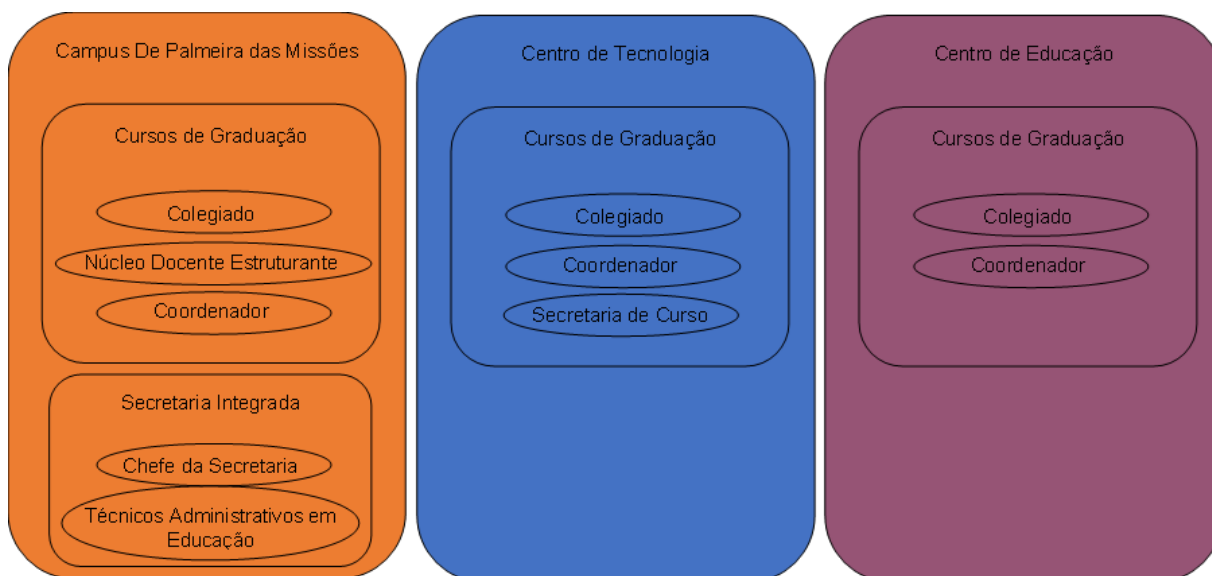 Campus De Palmeira das Missões
Cursos de Graduação
Colegiado
Núcleo Docente Estruturante
Coordenador
Secretaria Integrada
Chefe da Secretaria
Técnicos Administrativos em
Educação
Centro de Tecnologia
Cursos de Graduação
Colegiado
Coordenador
Secretaria de Curso
Centro de Educação
Cursos de Graduação
Colegiado
Coordenador